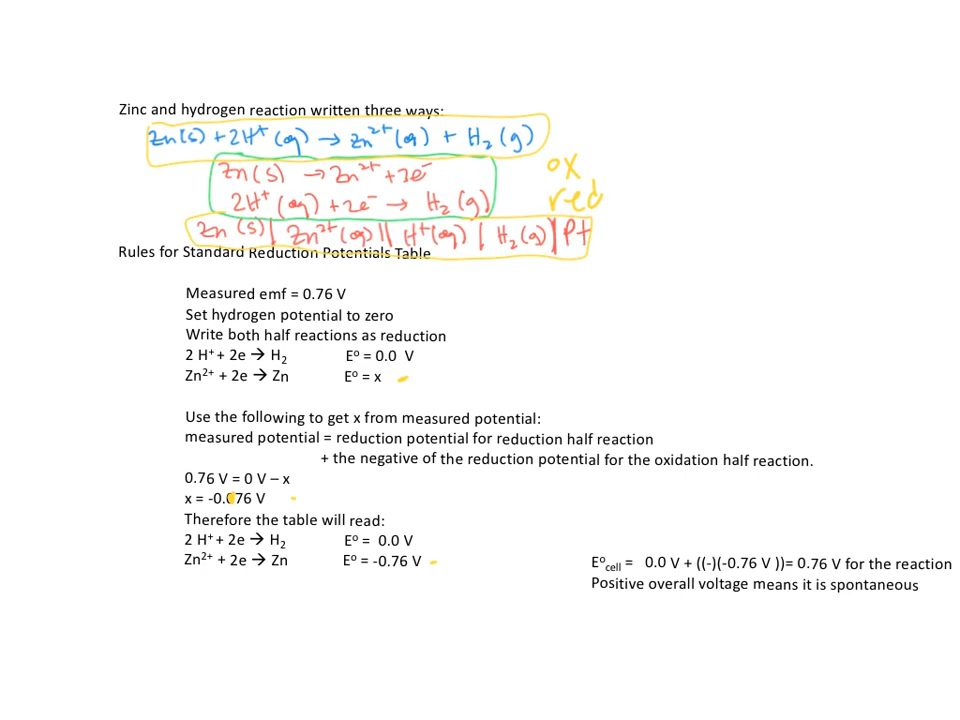 Zinc and hydrogen reaction written three ways:
Zn(s) + 2H⁺(aq) → Zn²⁺(aq) + H₂(g)
Zn(s) → Zn²⁺ + 2e⁻ ox
2H⁺(aq) + 2e⁻ → H₂(g) red
Zn(s) | Zn²⁺(aq) || H⁺(aq) | H₂(g) | Pt
Rules for Standard Reduction Potentials Table
Measured emf = 0.76 V
Set hydrogen potential to zero
Write both half reactions as reduction
2 H⁺ + 2e → H₂ Eº = 0.0 V
Zn²⁺ + 2e → Zn Eº = x
Use the following to get x from measured potential:
measured potential = reduction potential for reduction half reaction
+ the negative of the reduction potential for the oxidation half reaction.
0.76 V = 0 V – x
x = -0.076 V
Therefore the table will read:
2 H⁺ + 2e → H₂ Eº = 0.0 V
Zn²⁺ + 2e → Zn Eº = -0.76 V
Eºcell = 0.0 V + ((-)(-0.76 V ))= 0.76 V for the reaction
Positive overall voltage means it is spontaneous